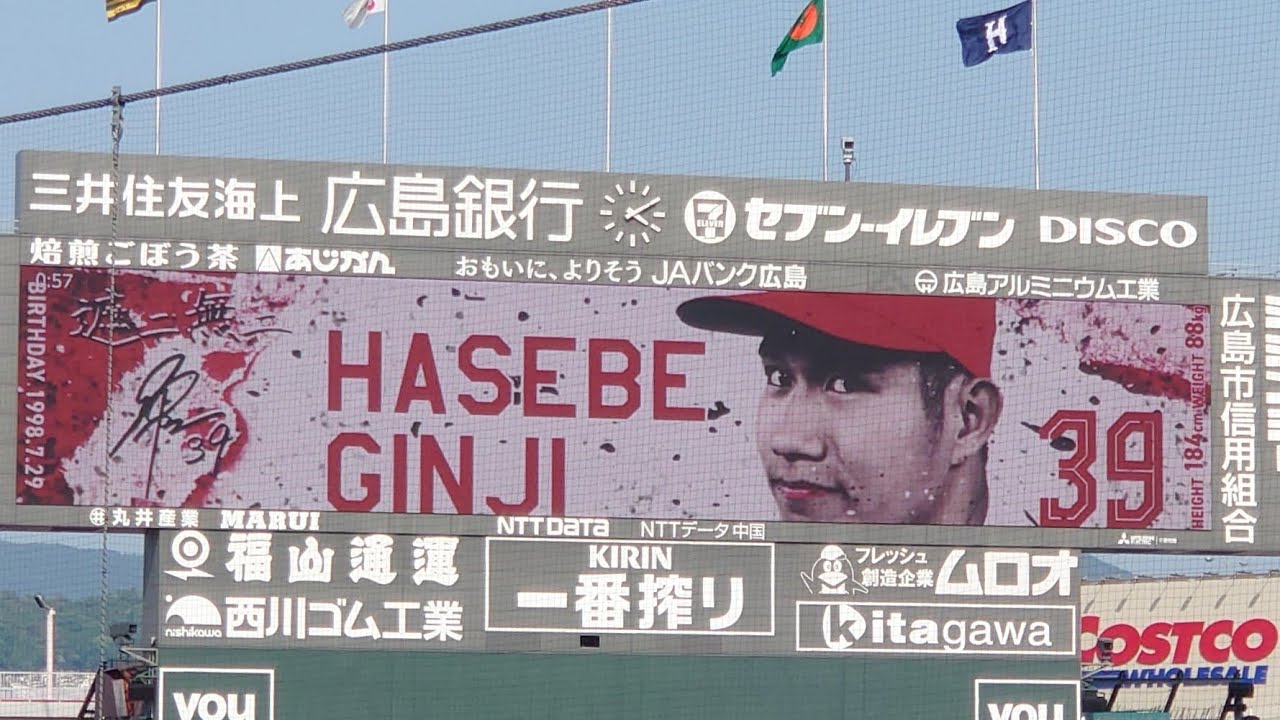 H
三井住友海上 広島銀行 7 ELEVEN セブン-イレブン DISCO
焙煎ごぼう茶 あじかん おもいに、よりそう JAバンク広島 広島アルミニウム工業
0:57
BIRTHDAY 1998.7.29
39
HASEBE
GINJI
39
HEIGHT 184cm WEIGHT 88kg
広島市信用組合
丸井産業 MARUI NTT DATA NTTデータ中国
福山通運
nishikawa 西川ゴム工業
KIRIN
一番搾り
フレッシュ
創造企業 ムロオ
Kitagawa
COSTCO
WHOLESALE
you
you